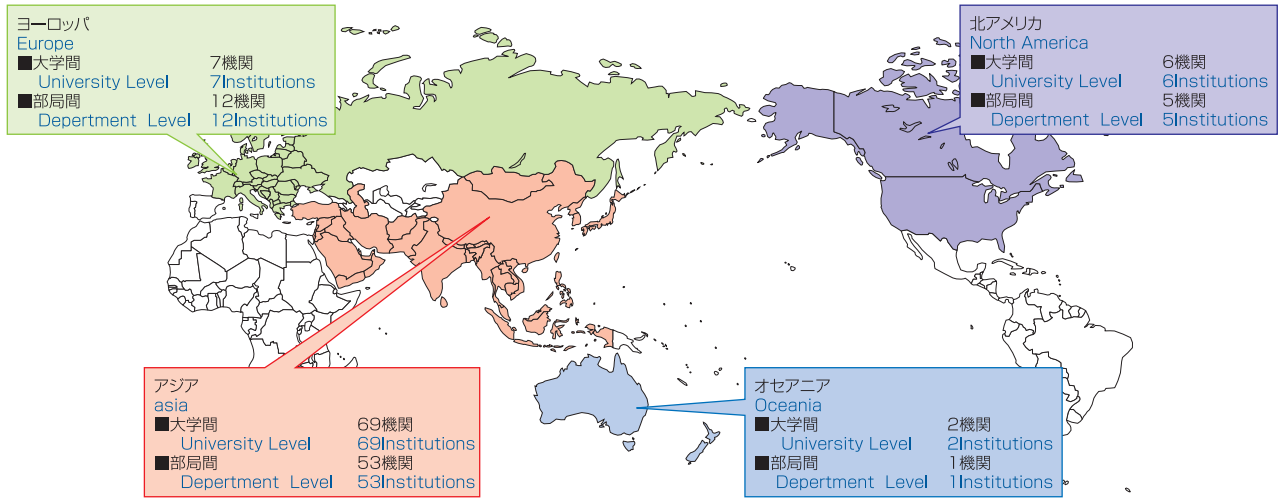 ヨーロッパ
Europe
■大学間 7機関
University Level 7Institutions
■部局間 12機関
Depertment Level 12Institutions
北アメリカ
North America
■大学間 6機関
University Level 6Institutions
■部局間 5機関
Depertment Level 5Institutions
アジア
asia
■大学間 69機関
University Level 69Institutions
■部局間 53機関
Depertment Level 53Institutions
オセアニア
Oceania
■大学間 2機関
University Level 2Institutions
■部局間 1機関
Depertment Level 1Institutions